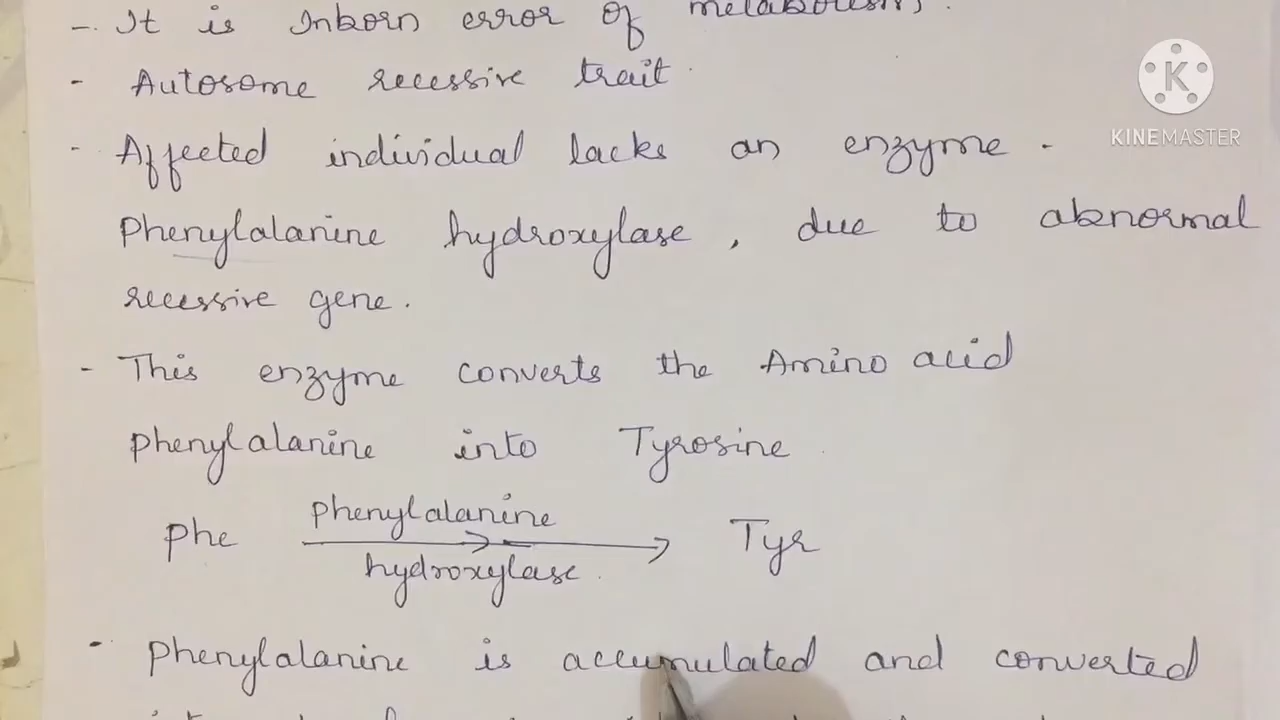 - It is Inborn error of metabolism.
- Autosome recessive trait
- Affected individual lacks an enzyme -
phenylalanine hydroxylase, due to abnormal
recessive gene.
- This enzyme converts the Amino acid
phenylalanine into Tyrosine
phe phenylalanine hydroxylase Tyr
- phenylalanine is accumulated and converted
K
KINEMASTER